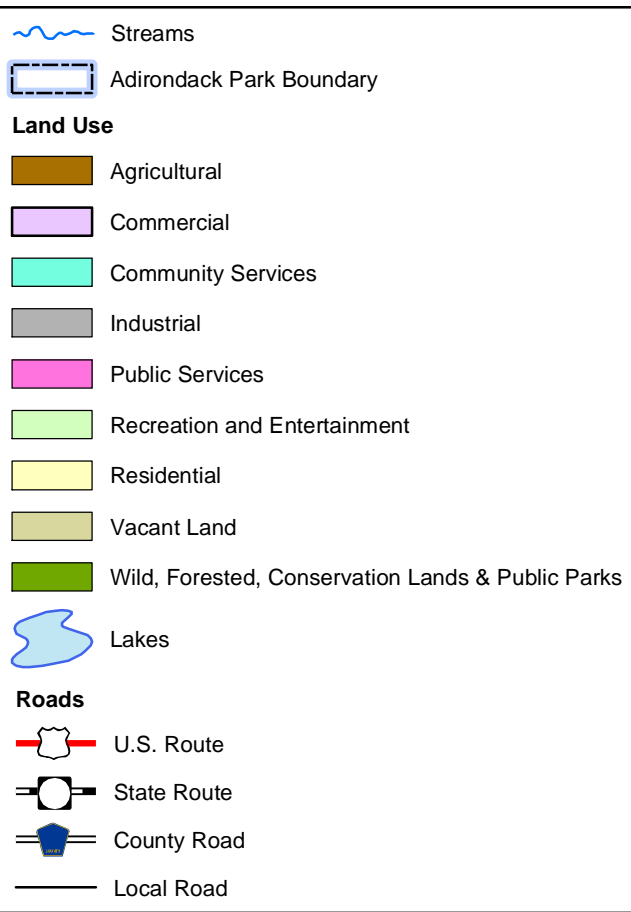 Streams
Adirondack Park Boundary
Land Use
Agricultural
Commercial
Community Services
Industrial
Public Services
Recreation and Entertainment
Residential
Vacant Land
Wild, Forested, Conservation Lands & Public Parks
Lakes
Roads
U.S. Route
State Route
County Road
Local Road